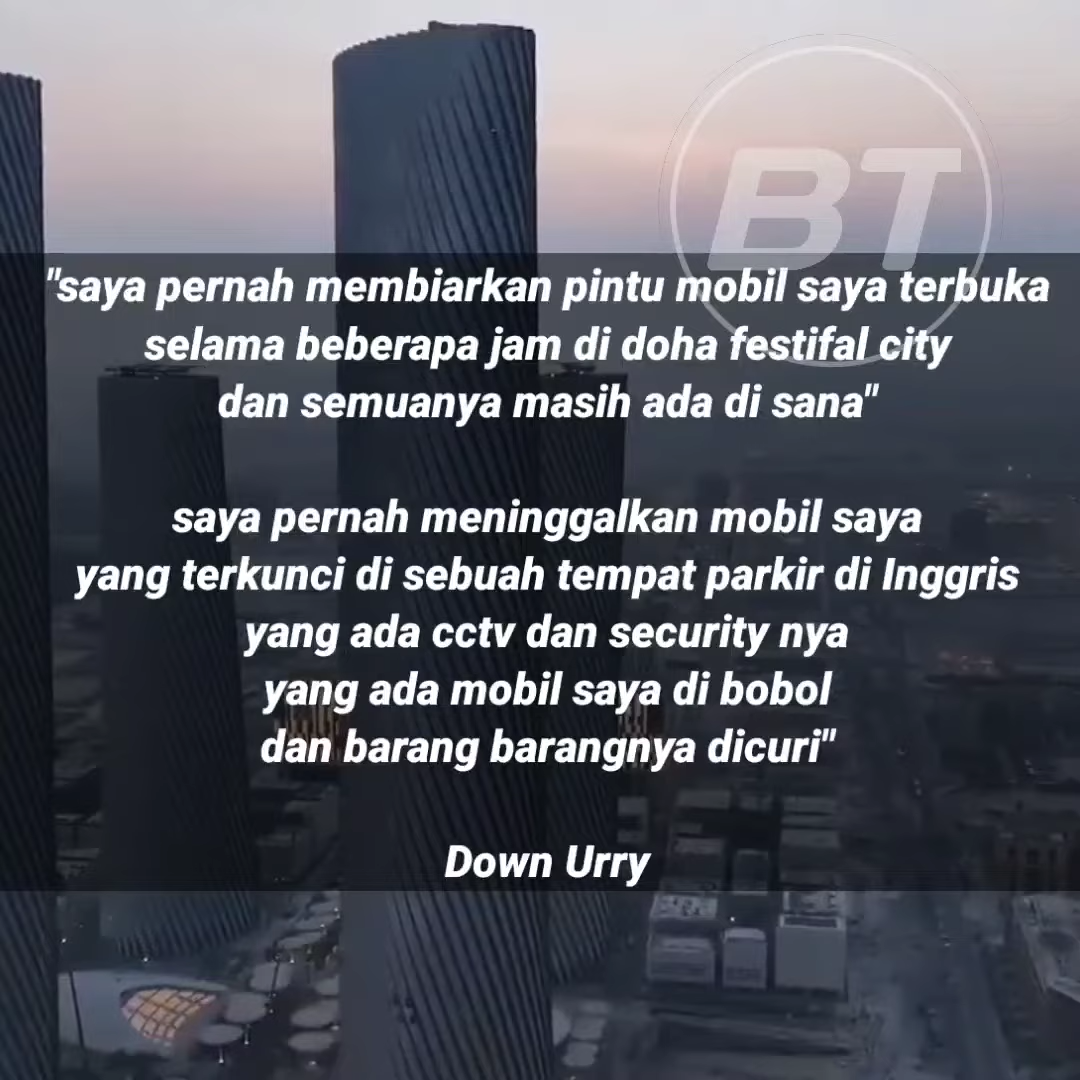 BT
"saya pernah membiarkan pintu mobil saya terbuka
selama beberapa jam di doha festifal city
dan semuanya masih ada di sana"
saya pernah meninggalkan mobil saya
yang terkunci di sebuah tempat parkir di Inggris
yang ada cctv dan security nya
yang ada mobil saya di bobol
dan barang barangnya dicuri"
Down Urry